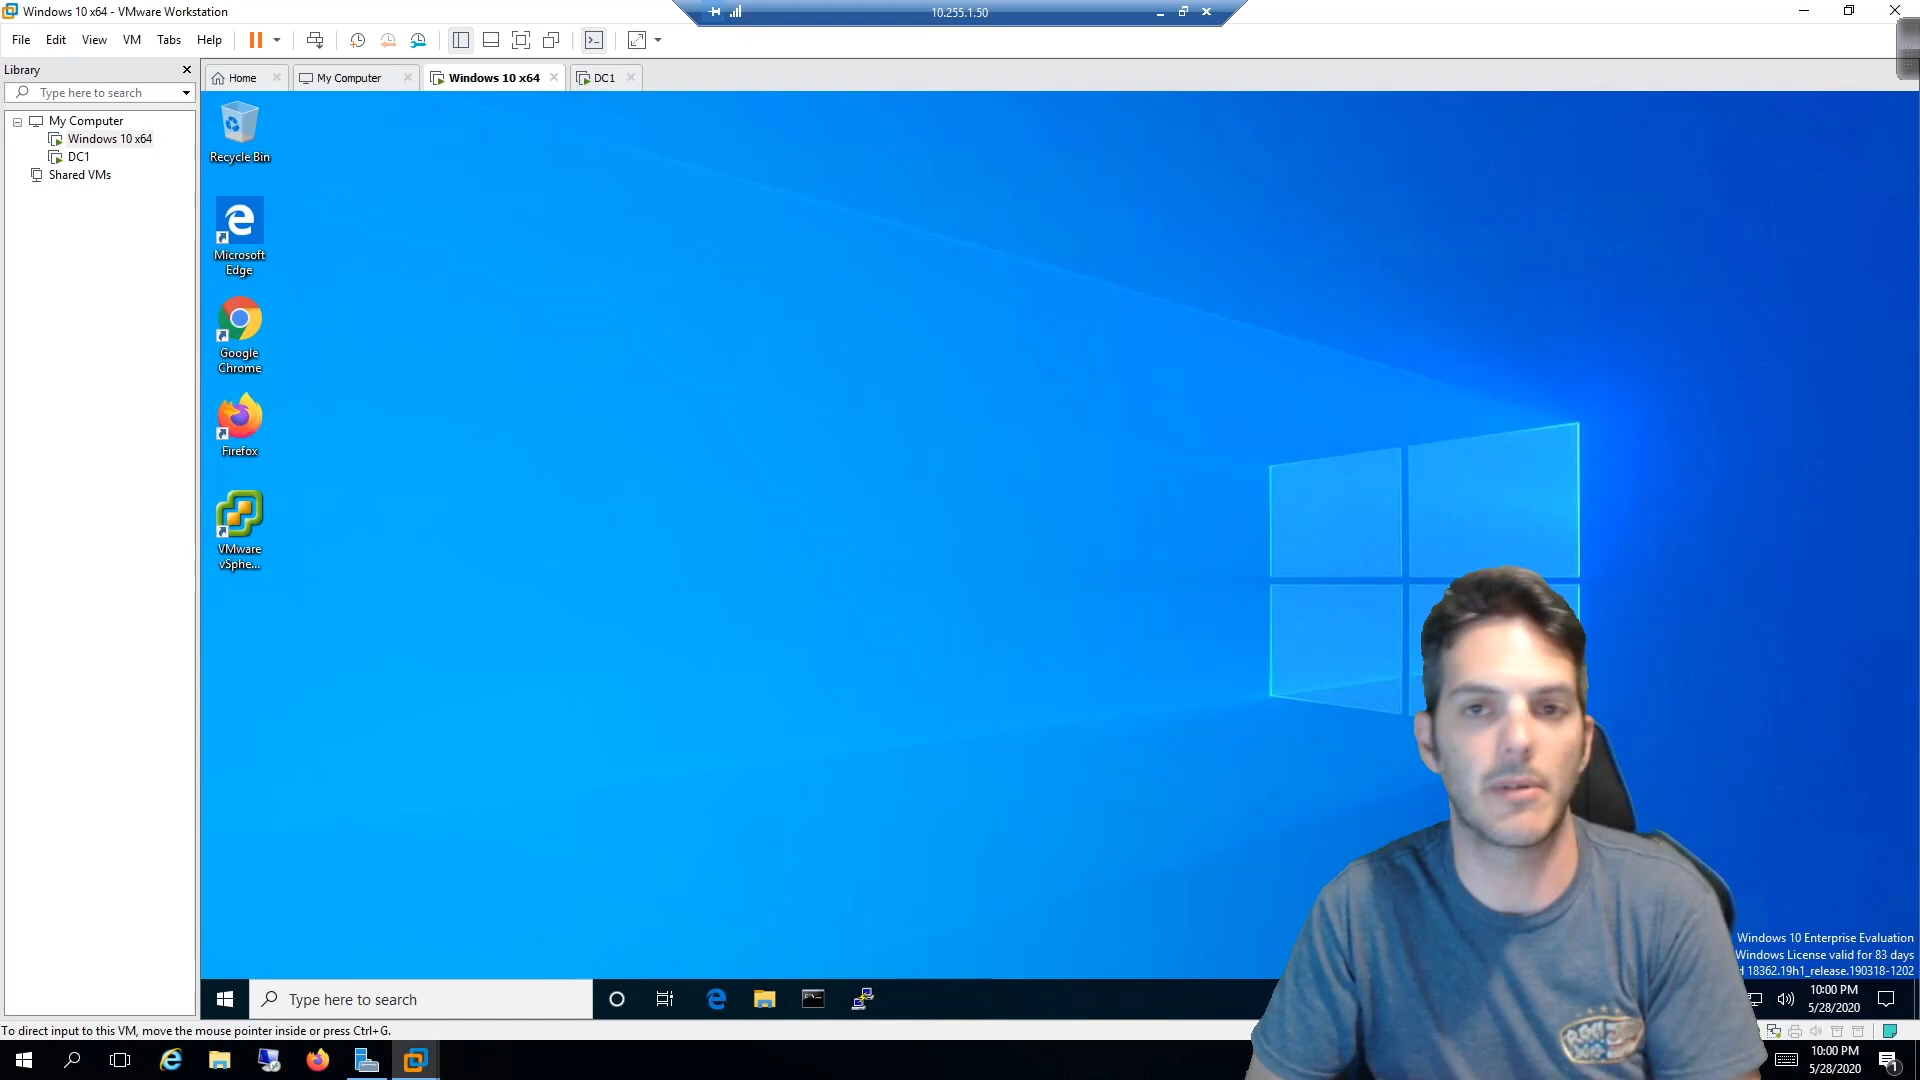 Windows 10 x64 - VMware Workstation
10.255.1.50
File Edit View VM Tabs Help
Library
Type here to search
Home
My Computer
Windows 10 x64
DC1
My Computer
Windows 10 x64
DC1
Shared VMs
Recycle Bin
Microsoft
Edge
Google
Chrome
Firefox
VMware
vSphe...
Windows 10 Enterprise Evaluation
Windows License valid for 83 days
18362.19h1_release.190318-1202
Type here to search
10:00 PM
5/28/2020
To direct input to this VM, move the mouse pointer inside or press Ctrl+G.
10:00 PM
5/28/2020
1